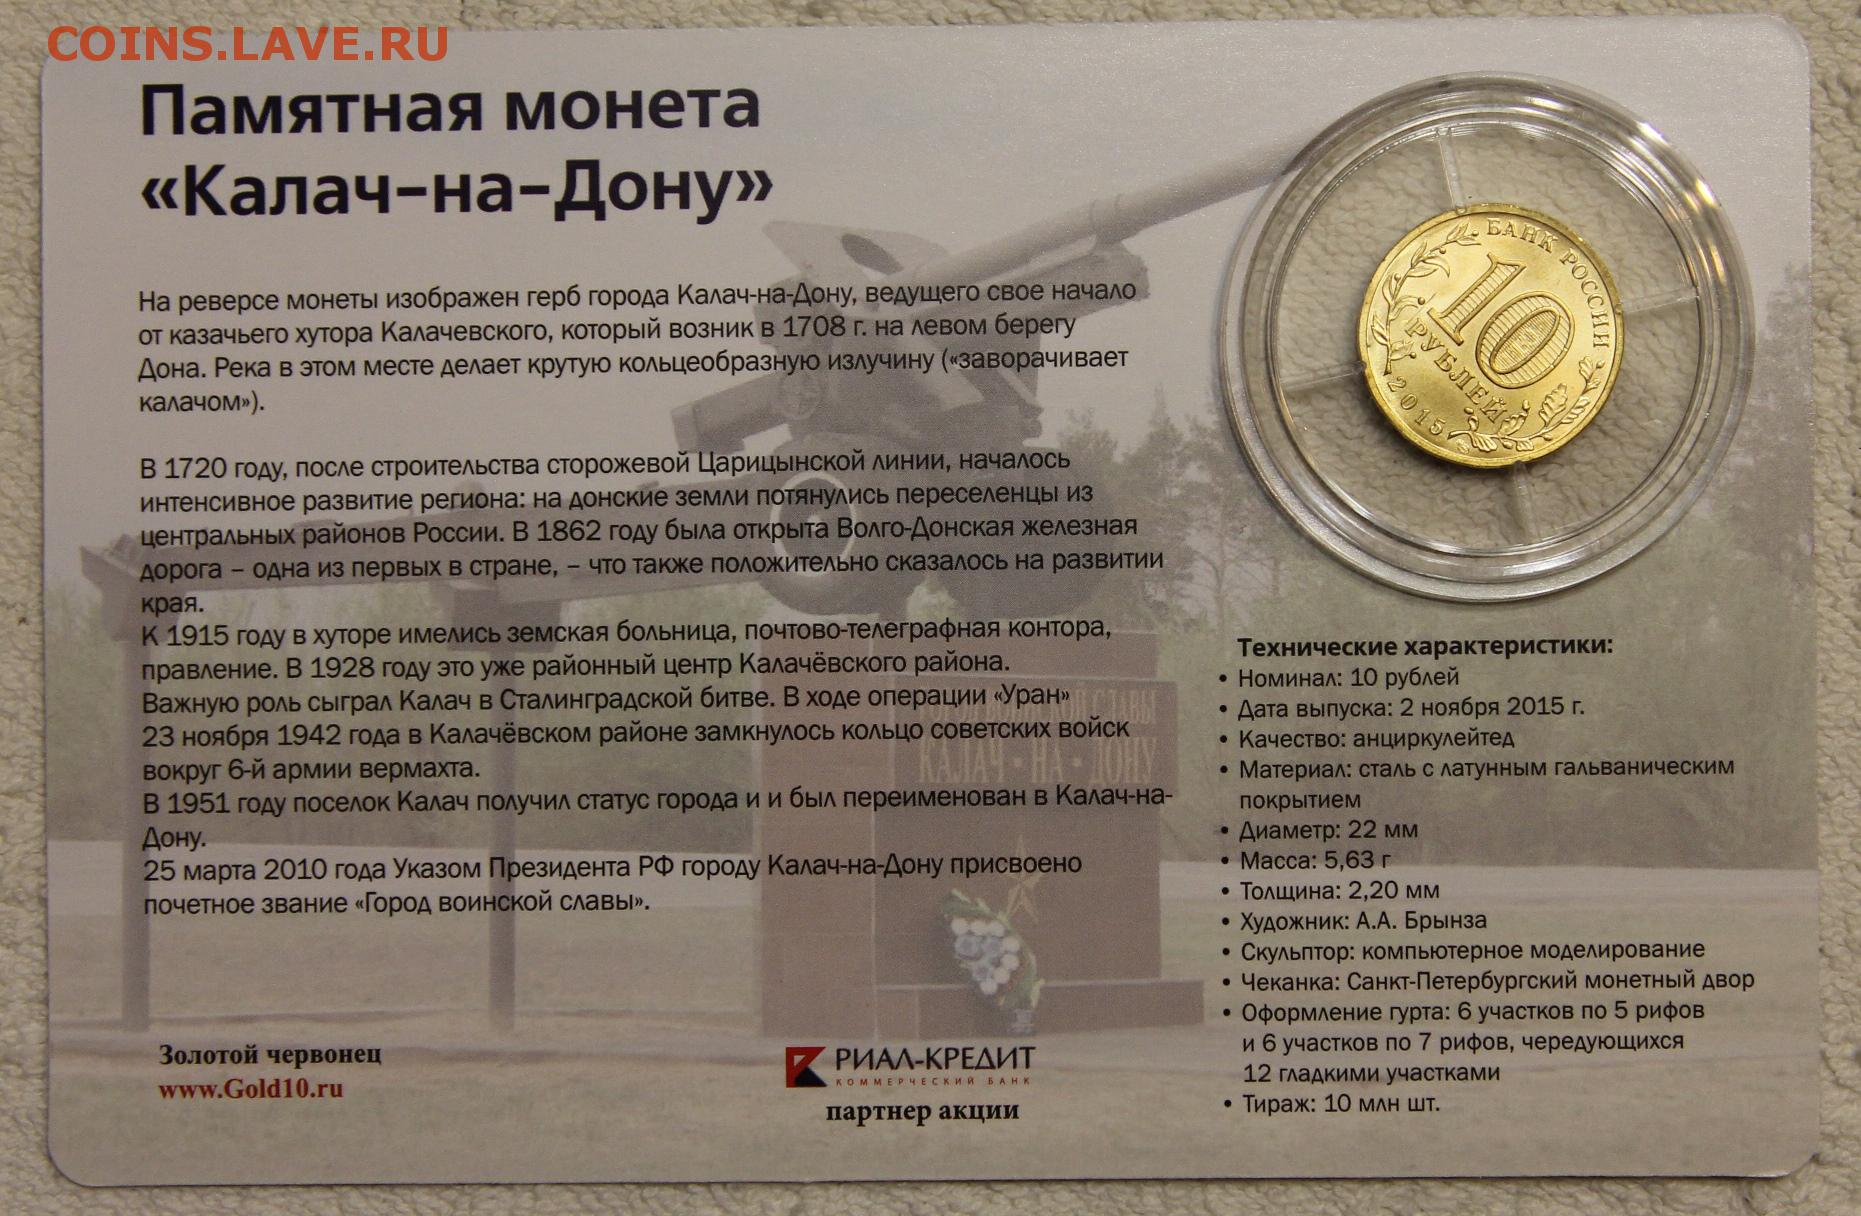 COINS.LAVE.RU
Памятная монета
«Калач-на-Дону»
На реверсе монеты изображен герб города Калач-на-Дону, ведущего свое начало
от казачьего хутора Калачевского, который возник в 1708 г. на левом берегу
Дона. Река в этом месте делает крутую кольцеобразную излучину («заворачивает
калачом»).
В 1720 году, после строительства сторожевой Царицынской линии, началось
интенсивное развитие региона: на донские земли потянулись переселенцы из
центральных районов России. В 1862 году была открыта Волго-Донская железная
дорога – одна из первых в стране, – что также положительно сказалось на развитии
края.
К 1915 году в хуторе имелись земская больница, почтово-телеграфная контора,
правление. В 1928 году это уже районный центр Калачёвского района.
Важную роль сыграл Калач в Сталинградской битве. В ходе операции «Уран»
23 ноября 1942 года в Калачёвском районе замкнулось кольцо советских войск
вокруг 6-й армии вермахта.
В 1951 году поселок Калач получил статус города и и был переименован в Калач-на-
Дону.
25 марта 2010 года Указом Президента РФ городу Калач-на-Дону присвоено
почетное звание «Город воинской славы».
СЛАВЫ
КАЛАЧ-НА-ДОНУ
Золотой червонец
www.Gold10.ru
РИАЛ-КРЕДИТ
КОММЕРЧЕСКИЙ БАНК
партнер акции
БАНК РОССИИ
10
РУБЛЕЙ
2015
Технические характеристики:
• Номинал: 10 рублей
• Дата выпуска: 2 ноября 2015 г.
• Качество: анциркулейтед
• Материал: сталь с латунным гальваническим
покрытием
• Диаметр: 22 мм
• Масса: 5,63 г
• Толщина: 2,20 мм
• Художник: А.А. Брынза
• Скульптор: компьютерное моделирование
• Чеканка: Санкт-Петербургский монетный двор
• Оформление гурта: 6 участков по 5 рифов
и 6 участков по 7 рифов, чередующихся
12 гладкими участками
• Тираж: 10 млн шт.